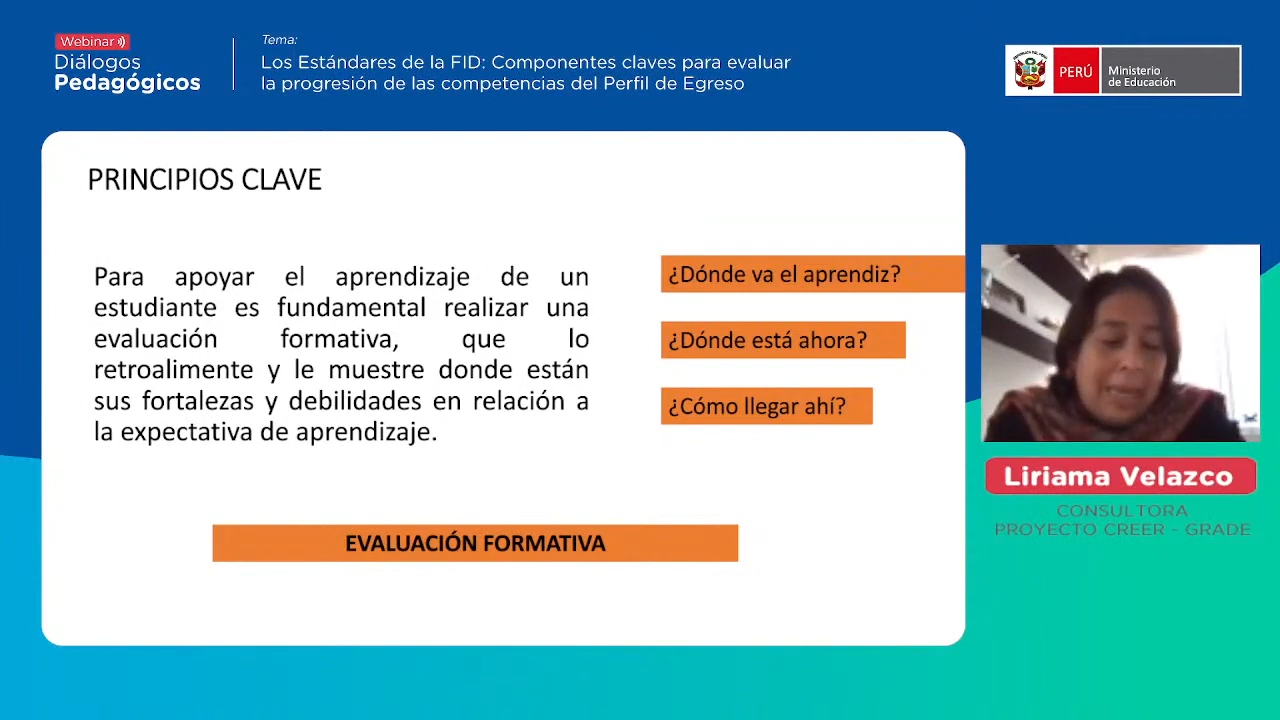 Webinar
Diálogos
Pedagógicos
Tema:
Los Estándares de la FID: Componentes claves para evaluar
la progresión de las competencias del Perfil de Egreso
PERÚ
Ministerio
de Educación
PRINCIPIOS CLAVE
Para apoyar el aprendizaje de un
estudiante es fundamental realizar una
evaluación formativa, que lo
retroalimente y le muestre donde están
sus fortalezas y debilidades en relación a
la expectativa de aprendizaje.
¿Dónde va el aprendiz?
¿Dónde está ahora?
¿Cómo llegar ahí?
EVALUACIÓN FORMATIVA
Liriama Velazco
CONSULTORA
PROYECTO CREER - GRADE